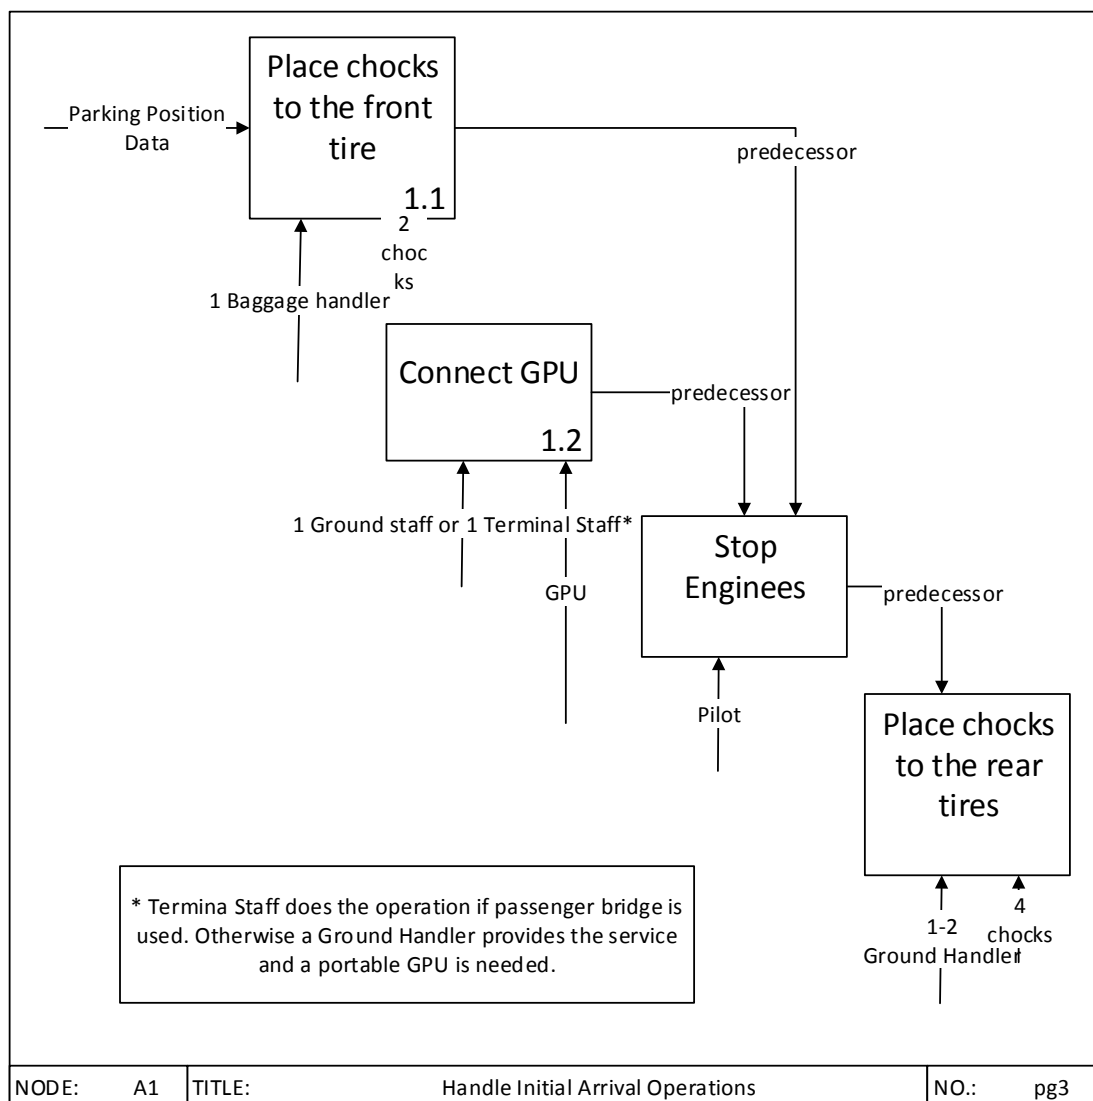 Place chocks
to the front
tire
1.1
Parking Position
Data
predecessor
2
choc
ks
1 Baggage handler
Connect GPU
1.2
predecessor
1 Ground staff or 1 Terminal Staff*
GPU
Stop
Enginees
predecessor
Pilot
Place chocks
to the rear
tires
1-2
Ground Handler
4
chocks
* Termina Staff does the operation if passenger bridge is
used. Otherwise a Ground Handler provides the service
and a portable GPU is needed.
NODE: A1 TITLE: Handle Initial Arrival Operations NO.: pg3